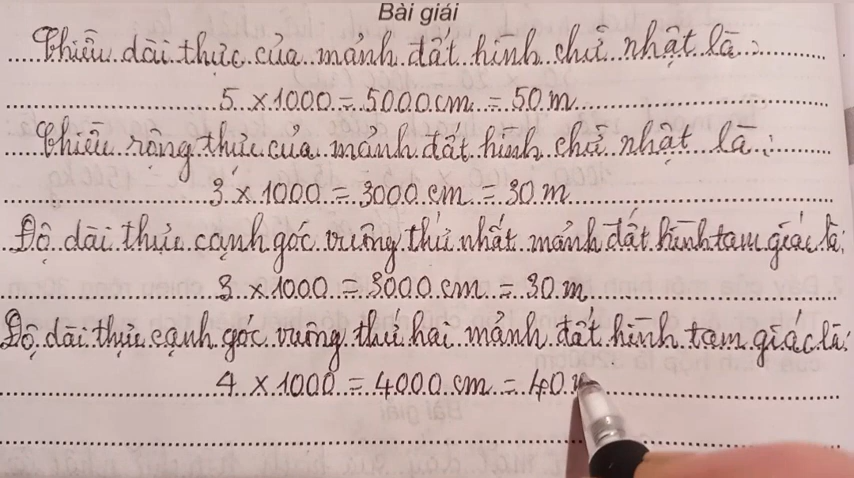 Bài giải
Chiều dài thực của mảnh đất hình chữ nhật là:
5 x 1000 = 5000 cm = 50 m
Chiều rộng thực của mảnh đất hình chữ nhật là:
3 x 1000 = 3000 cm = 30 m
Độ dài thực cạnh góc vuông thứ nhất mảnh đất hình tam giác là:
3 x 1000 = 3000 cm = 30 m
Độ dài thực cạnh góc vuông thứ hai mảnh đất hình tam giác là:
4 x 1000 = 4000 cm = 40